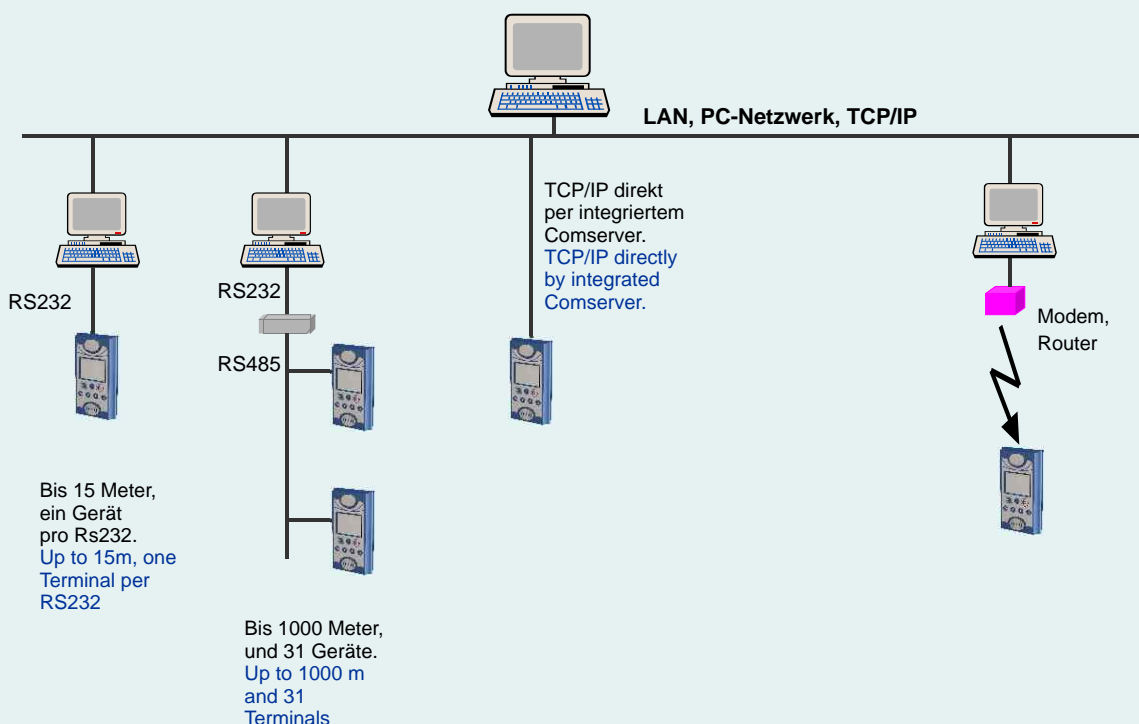 LAN, PC-Netzwerk, TCP/IP
RS232
Bis 15 Meter,
ein Gerät
pro Rs232.
Up to 15m, one
Terminal per
RS232
RS232
RS485
Bis 1000 Meter,
und 31 Geräte.
Up to 1000 m
and 31
Terminals
TCP/IP direkt
per integriertem
Comserver.
TCP/IP directly
by integrated
Comserver.
Modem,
Router